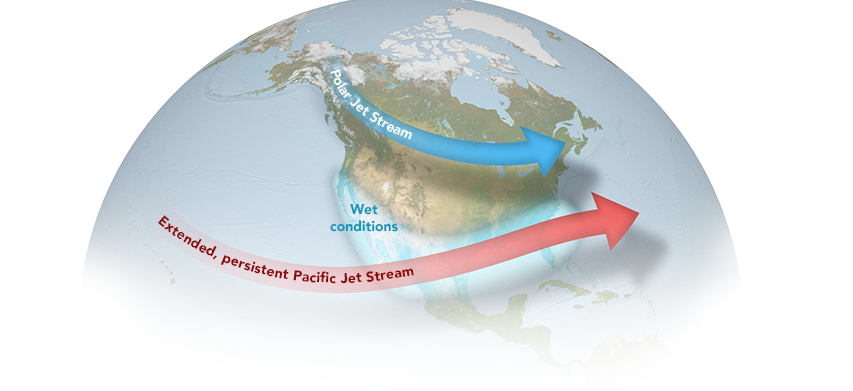 Polar Jet Stream
Wet
conditions
Extended, persistent Pacific Jet Stream